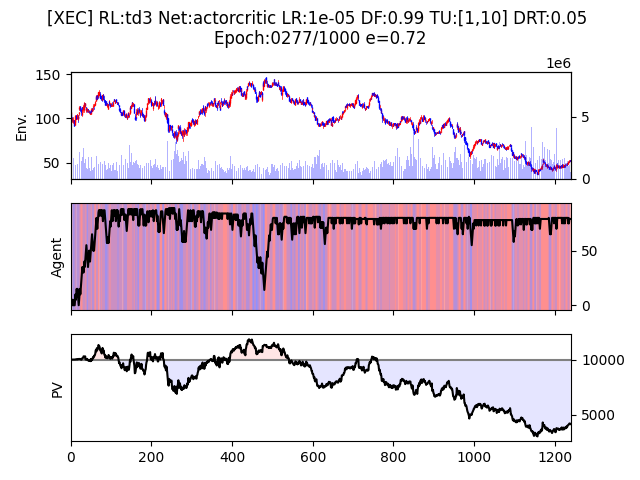 [XEC] RL:td3 Net:actorcritic LR:1e-05 DF:0.99 TU:[1,10] DRT:0.05
Epoch:0277/1000 e=0.72
1e6
150
100
50
Env.
5
0
Agent
50
0
PV
10000
5000
0 200 400 600 800 1000 1200